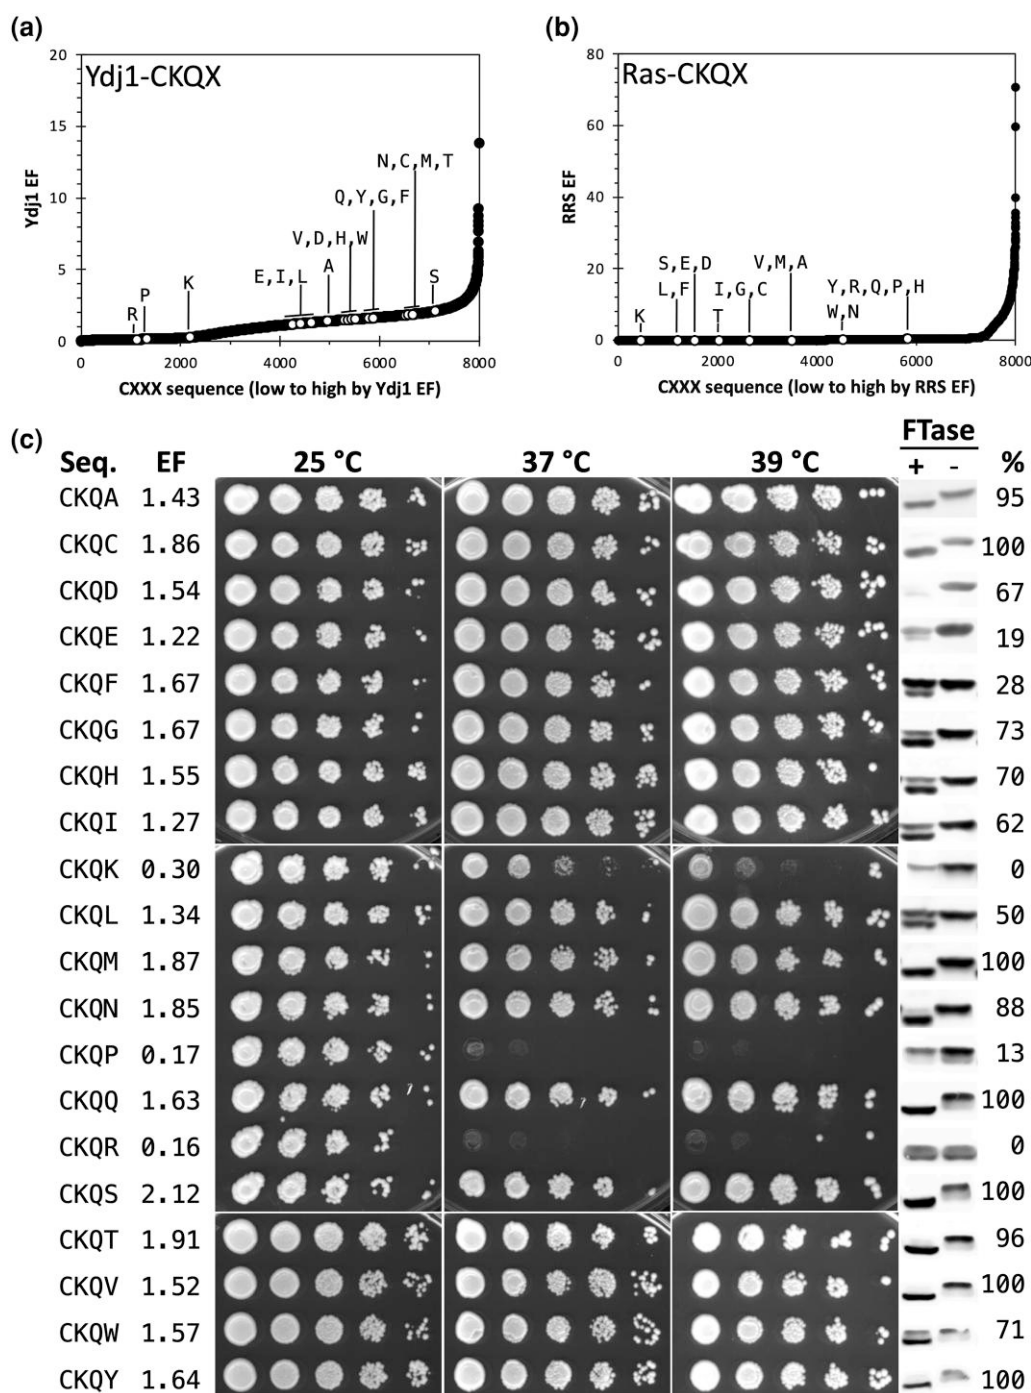 (a)
Ydj1-CKQX
Ydj1 EF
20
15
10
5
0
N,C,M,T
Q,Y,G,F
V,D,H,W
E,I,L
A
S
K
P
R
0 2000 4000 6000 8000
CXXX sequence (low to high by Ydj1 EF)
(b)
Ras-CKQX
RRS EF
80
60
40
20
0
S,E,D
V,M,A
Y,R,Q,P,H
L,F
I,G,C
W,N
K
T
0 2000 4000 6000 8000
CXXX sequence (low to high by RRS EF)
(c)
FTase
Seq. EF 25 °C 37 °C 39 °C + - %
CKQA 1.43 95
CKQC 1.86 100
CKQD 1.54 67
CKQE 1.22 19
CKQF 1.67 28
CKQG 1.67 73
CKQH 1.55 70
CKQI 1.27 62
CKQK 0.30 0
CKQL 1.34 50
CKQM 1.87 100
CKQN 1.85 88
CKQP 0.17 13
CKQQ 1.63 100
CKQR 0.16 0
CKQS 2.12 100
CKQT 1.91 96
CKQV 1.52 100
CKQW 1.57 71
CKQY 1.64 100